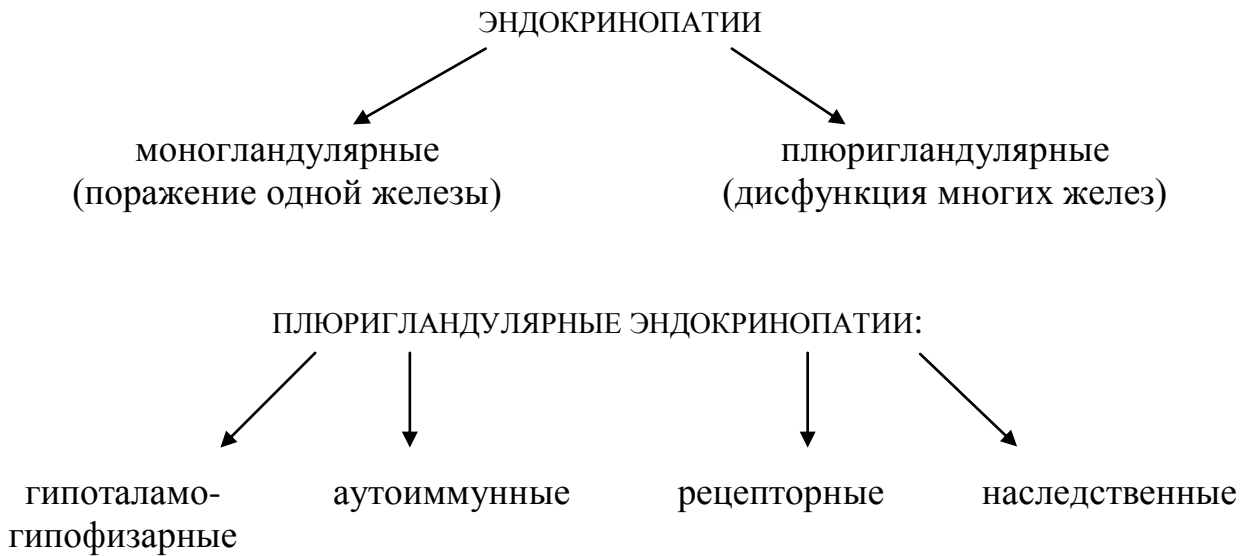 ЭНДОКРИНОПАТИИ
моногландулярные
(поражение одной железы)
плюригландулярные
(дисфункция многих желез)
ПЛЮРИГЛАНДУЛЯРНЫЕ ЭНДОКРИНОПАТИИ:
гипоталамо-
гипофизарные
аутоиммунные
рецепторные
наследственные